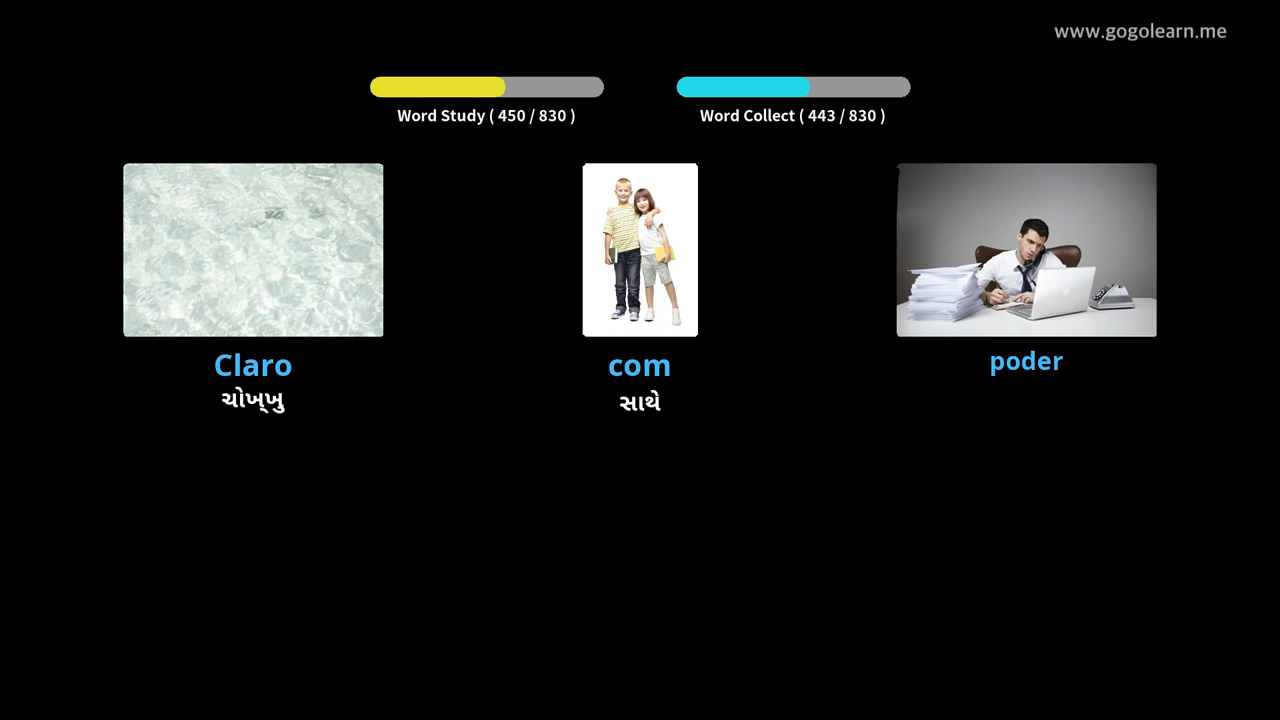 www.gogolearn.me
Word Study ( 450 / 830 )
Word Collect ( 443 / 830 )
Claro
ચોખ્‌ખુ
com
સાથે
poder